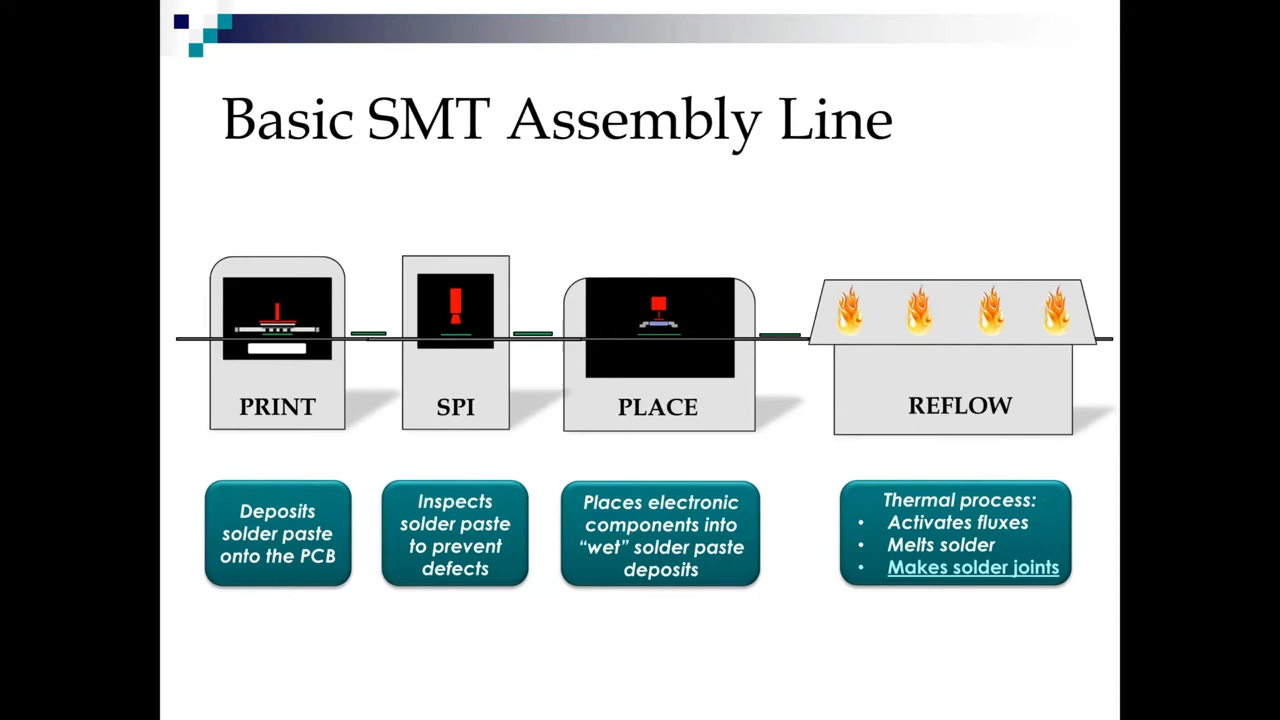 Basic SMT Assembly Line
PRINT
SPI
PLACE
REFLOW
Deposits
solder paste
onto the PCB
Inspects
solder paste
to prevent
defects
Places electronic
components into
“wet” solder paste
deposits
Thermal process:
• Activates fluxes
• Melts solder
• Makes solder joints